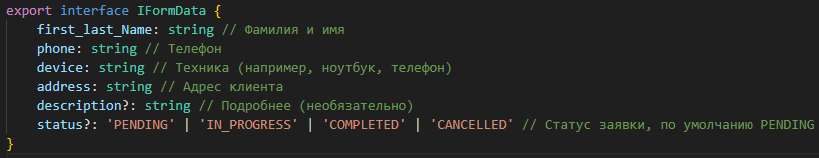 export interface IFormData {
first_last_Name: string // Фамилия и имя
phone: string // Телефон
device: string // Техника (например, ноутбук, телефон)
address: string // Адрес клиента
description?: string // Подробнее (необязательно)
status?: 'PENDING' | 'IN_PROGRESS' | 'COMPLETED' | 'CANCELLED' // Статус заявки, по умолчанию PENDING
}